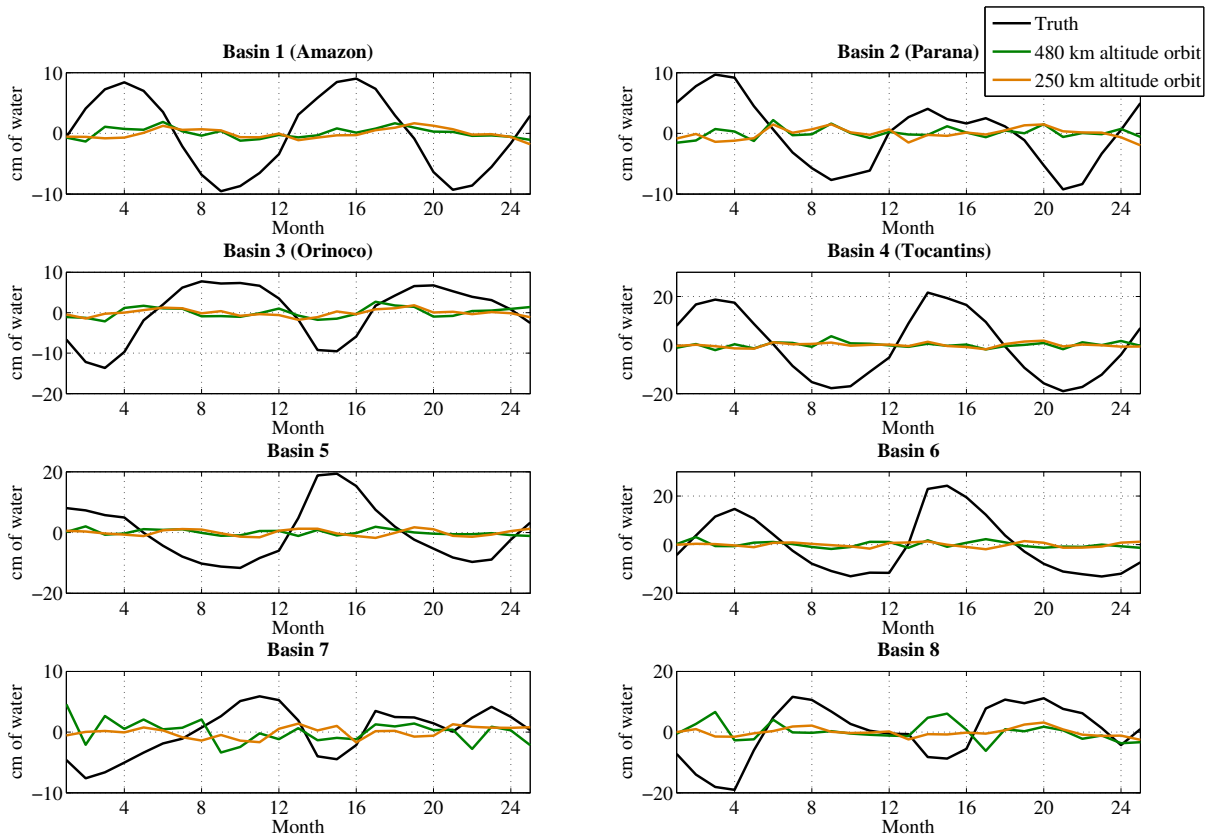 Truth
480 km altitude orbit
250 km altitude orbit
Basin 1 (Amazon)
cm of water
10
0
−10
4 8 12 16 20 24
Month
Basin 2 (Parana)
cm of water
10
0
−10
4 8 12 16 20 24
Month
Basin 3 (Orinoco)
cm of water
10
0
−10
−20
4 8 12 16 20 24
Month
Basin 4 (Tocantins)
cm of water
20
0
−20
4 8 12 16 20 24
Month
Basin 5
cm of water
20
0
−20
4 8 12 16 20 24
Month
Basin 6
cm of water
20
0
−20
4 8 12 16 20 24
Month
Basin 7
cm of water
10
0
−10
4 8 12 16 20 24
Month
Basin 8
cm of water
20
0
−20
4 8 12 16 20 24
Month